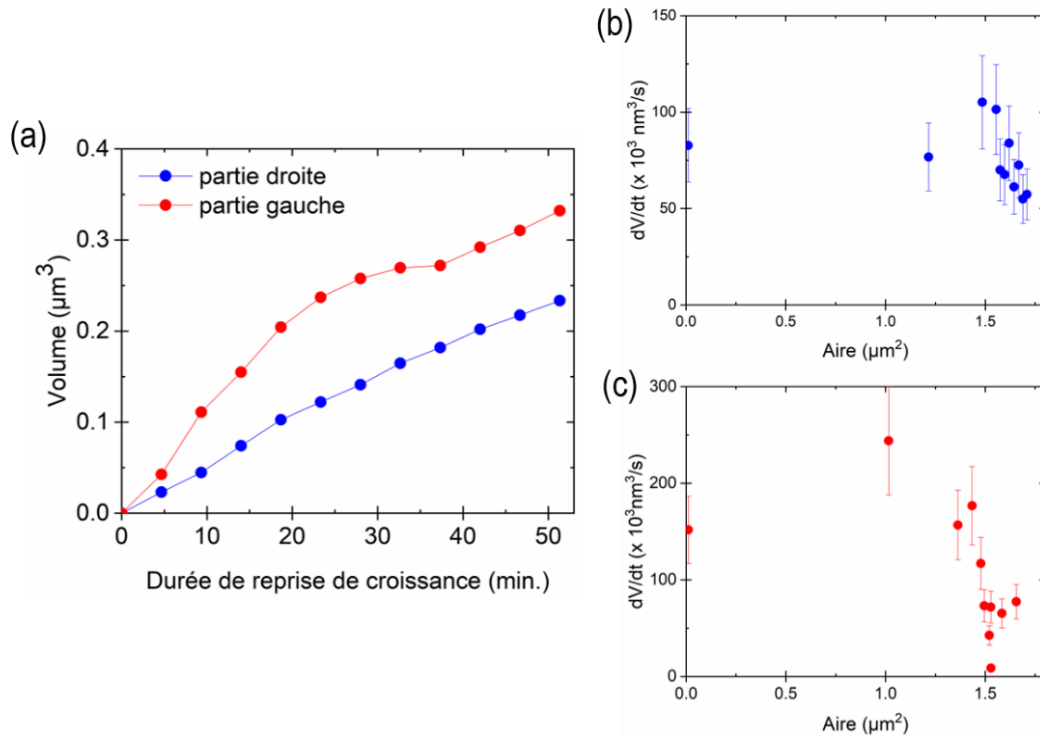 (a)
Volume (µm³)
0.4
0.3
0.2
0.1
0.0
partie droite
partie gauche
0 10 20 30 40 50
Durée de reprise de croissance (min.)
(b)
dV/dt (x 10³ nm³/s)
150
100
50
0
0.0 0.5 1.0 1.5
Aire (µm²)
(c)
dV/dt (x 10³nm³/s)
300
200
100
0
0.0 0.5 1.0 1.5
Aire (µm²)